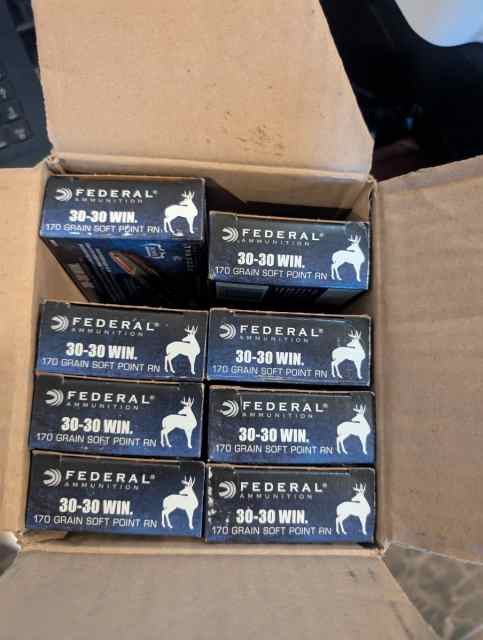 FEDERAL®
AMMUNITION
30-30 WIN.
170 GRAIN SOFT POINT RN
FEDERAL®
AMMUNITION
30-30 WIN.
170 GRAIN SOFT POINT RN
FEDERAL®
AMMUNITION
30-30 WIN.
170 GRAIN SOFT POINT RN
FEDERAL®
AMMUNITION
30-30 WIN.
170 GRAIN SOFT POINT RN
FEDERAL®
AMMUNITION
30-30 WIN.
170 GRAIN SOFT POINT RN
FEDERAL®
AMMUNITION
30-30 WIN.
170 GRAIN SOFT POINT RN
FEDERAL®
AMMUNITION
30-30 WIN.
170 GRAIN SOFT POINT RN
FEDERAL®
AMMUNITION
30-30 WIN.
170 GRAIN SOFT POINT RN